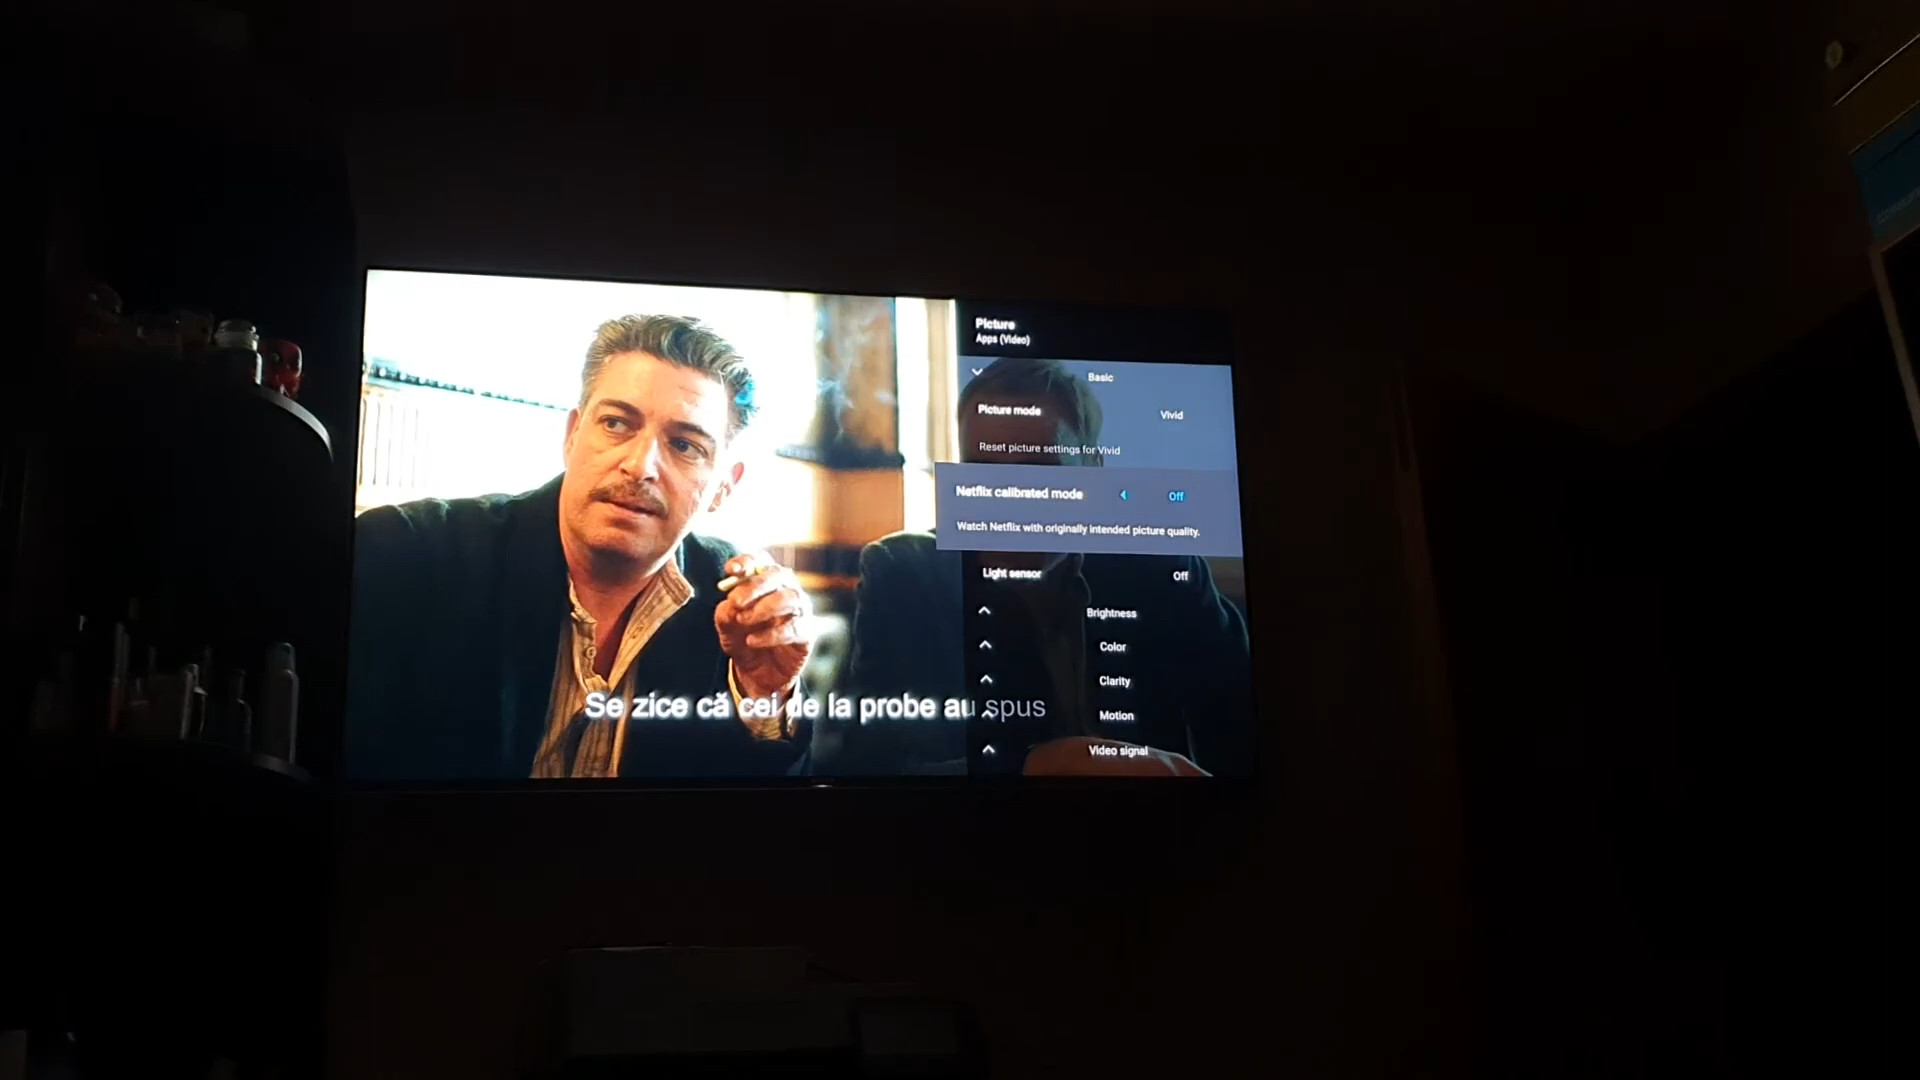 Picture
Apps (Video)
Basic
Picture mode Vivid
Reset picture settings for Vivid
Netflix calibrated mode Off
Watch Netflix with originally intended picture quality.
Light sensor Off
Brightness
Color
Clarity
Se zice că cei de la probe au spus
Motion
Video signal